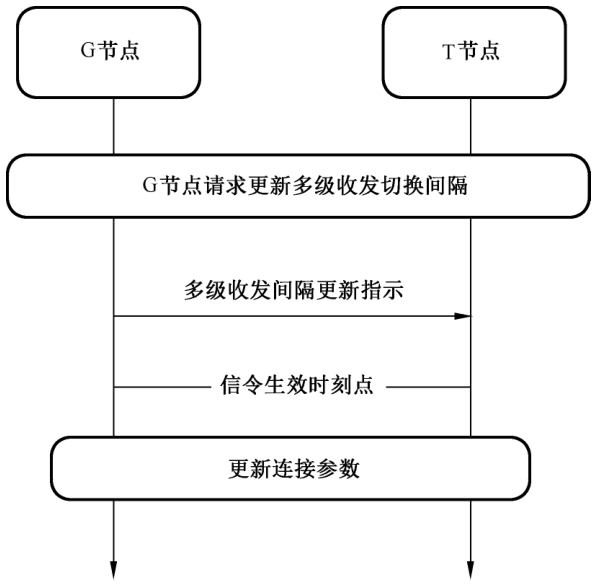 G节点
T节点
G节点请求更新多级收发切换间隔
多级收发间隔更新指示
信令生效时刻点
更新连接参数